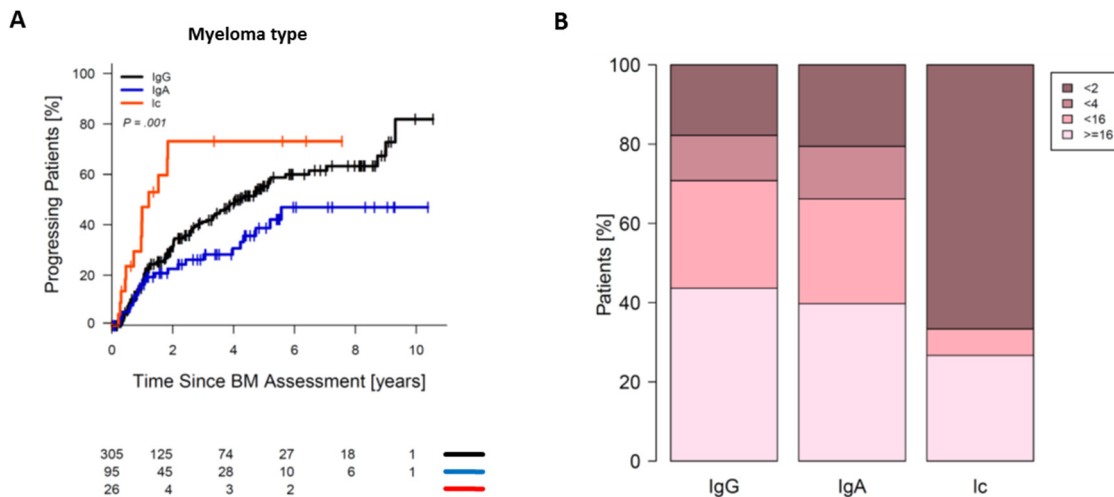 A
Myeloma type
Progressing Patients [%]
100
80
60
40
20
0
IgG
IgA
lc
P = .001
0 2 4 6 8 10
Time Since BM Assessment [years]
305 125 74 27 18 1
95 45 28 10 6 1
26 4 3 2
B
Patients [%]
100
80
60
40
20
0
IgG IgA lc
<2
<4
<16
>=16